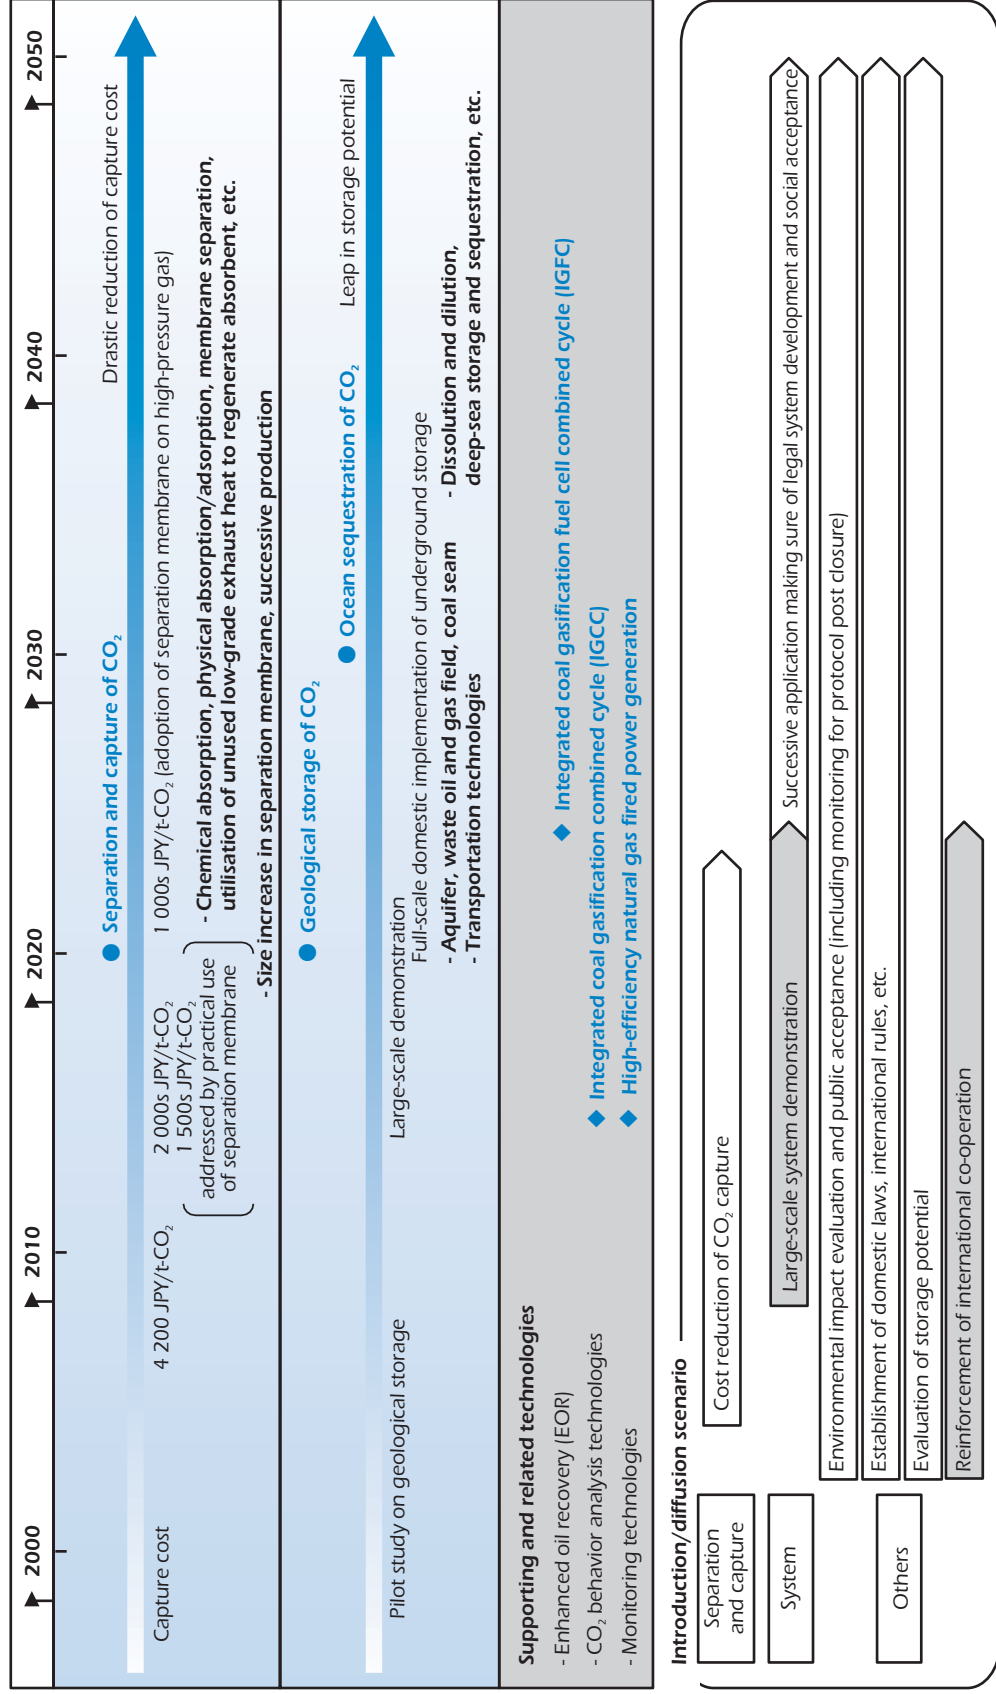 2000 2010 2020 2030 2040 2050
Separation and capture of CO₂
Drastic reduction of capture cost
Capture cost
4 200 JPY/t-CO₂
2 000s JPY/t-CO₂
1 500s JPY/t-CO₂
addressed by practical use
of separation membrane
1 000s JPY/t-CO₂ (adoption of separation membrane on high-pressure gas)
- Chemical absorption, physical absorption/adsorption, membrane separation,
utilisation of unused low-grade exhaust heat to regenerate absorbent, etc.
- Size increase in separation membrane, successive production
Geological storage of CO₂
Ocean sequestration of CO₂
Leap in storage potential
Pilot study on geological storage
Large-scale demonstration
Full-scale domestic implementation of underground storage
- Aquifer, waste oil and gas field, coal seam
- Transportation technologies
- Dissolution and dilution,
deep-sea storage and sequestration, etc.
Supporting and related technologies
- Enhanced oil recovery (EOR)
- CO₂ behavior analysis technologies
- Monitoring technologies
Integrated coal gasification fuel cell combined cycle (IGFC)
Integrated coal gasification combined cycle (IGCC)
High-efficiency natural gas fired power generation
Introduction/diffusion scenario
Separation
and capture
Cost reduction of CO₂ capture
System
Large-scale system demonstration
Successive application making sure of legal system development and social acceptance
Others
Environmental impact evaluation and public acceptance (including monitoring for protocol post closure)
Establishment of domestic laws, international rules, etc.
Evaluation of storage potential
Reinforcement of international co-operation